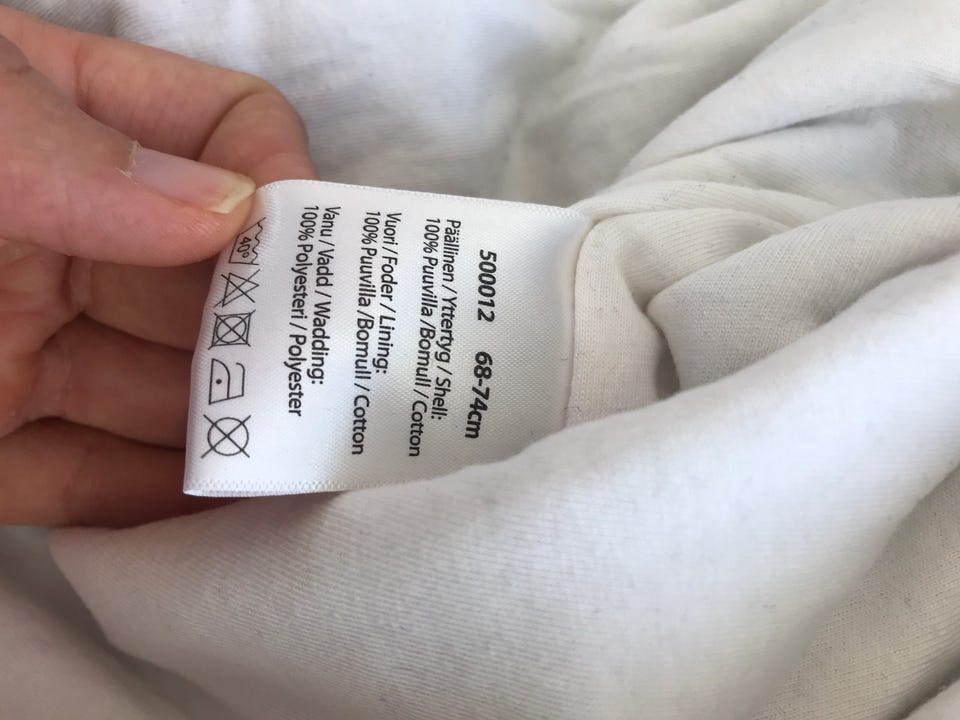 500012 68-74cm
Päällinen / Yttertyg / Shell:
100% Puuvilla /Bomull / Cotton
Vuori / Foder / Lining:
100% Puuvilla /Bomull / Cotton
Vanu / Vadd / Wadding:
100% Polyesteri / Polyester
40°